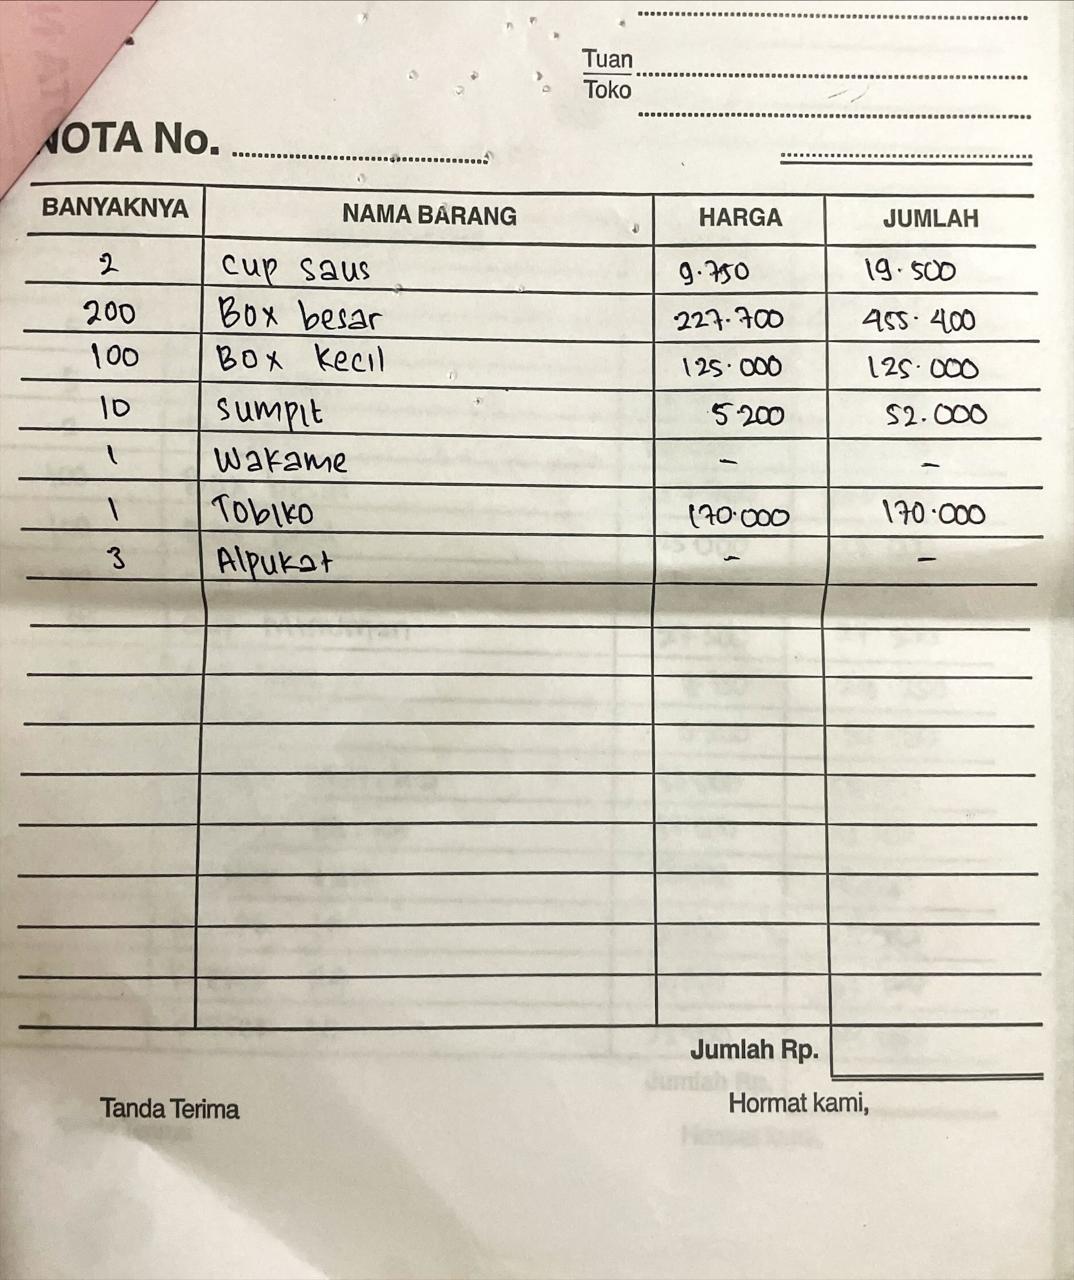 Tuan
Toko
NOTA No.
BANYAKNYA NAMA BARANG HARGA JUMLAH
2 cup saus 9.750 19.500
200 Box besar 227.700 455.400
100 Box kecil 125.000 125.000
10 sumpit 5200 52.000
1 Wakame - -
1 Tobiko 170.000 170.000
3 Alpukat - -
Jumlah Rp.
Tanda Terima Hormat kami,